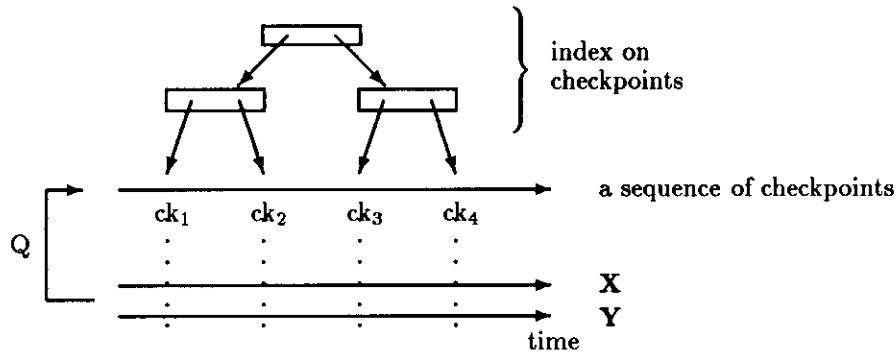 index on
checkpoints
a sequence of checkpoints
ck₁ ck₂ ck₃ ck₄
Q
X
Y
time